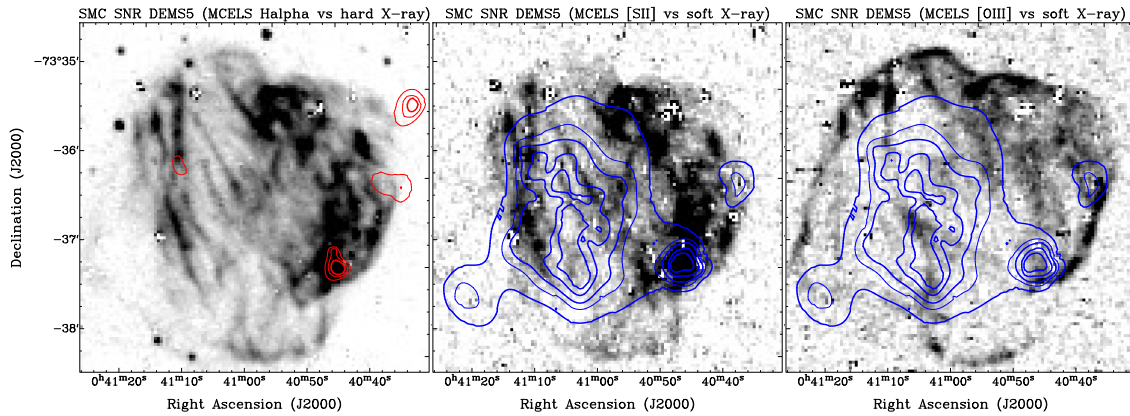 SMC SNR DEMS5 (MCELS Halpha vs hard X-ray)
SMC SNR DEMS5 (MCELS [SII] vs soft X-ray)
SMC SNR DEMS5 (MCELS [OIII] vs soft X-ray)
Declination (J2000)
-73°35'
-36'
-37'
-38'
0ʰ41ᵐ20ˢ 41ᵐ10ˢ 41ᵐ00ˢ 40ᵐ50ˢ 40ᵐ40ˢ
0ʰ41ᵐ20ˢ 41ᵐ10ˢ 41ᵐ00ˢ 40ᵐ50ˢ 40ᵐ40ˢ
0ʰ41ᵐ20ˢ 41ᵐ10ˢ 41ᵐ00ˢ 40ᵐ50ˢ 40ᵐ40ˢ
Right Ascension (J2000)
Right Ascension (J2000)
Right Ascension (J2000)